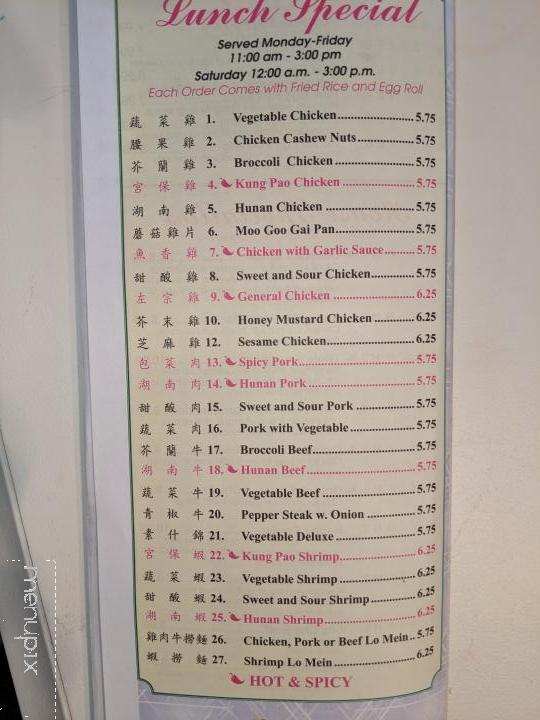 Lunch Special
Served Monday-Friday
11:00 am - 3:00 pm
Saturday 12:00 a.m. - 3:00 p.m.
Each Order Comes with Fried Rice and Egg Roll
蔬 菜 雞 1. Vegetable Chicken 5.75
腰 果 雞 2. Chicken Cashew Nuts 5.75
芥 蘭 雞 3. Broccoli Chicken 5.75
宮 保 雞 4. Kung Pao Chicken 5.75
湖 南 雞 5. Hunan Chicken 5.75
蘑 菇 雞 片 6. Moo Goo Gai Pan 5.75
魚 香 雞 7. Chicken with Garlic Sauce 5.75
甜 酸 雞 8. Sweet and Sour Chicken 5.75
左 宗 雞 9. General Chicken 6.25
芥 末 雞 10. Honey Mustard Chicken 6.25
芝 麻 雞 12. Sesame Chicken 6.25
包 菜 肉 13. Spicy Pork 5.75
湖 南 肉 14. Hunan Pork 5.75
甜 酸 肉 15. Sweet and Sour Pork 5.75
蔬 菜 肉 16. Pork with Vegetable 5.75
芥 蘭 牛 17. Broccoli Beef 5.75
湖 南 牛 18. Hunan Beef 5.75
蔬 菜 牛 19. Vegetable Beef 5.75
青 椒 牛 20. Pepper Steak w. Onion 5.75
素 什 錦 21. Vegetable Deluxe 5.75
宮 保 蝦 22. Kung Pao Shrimp 6.25
蔬 菜 蝦 23. Vegetable Shrimp 6.25
甜 酸 蝦 24. Sweet and Sour Shrimp 6.25
湖 南 蝦 25. Hunan Shrimp 6.25
雞肉牛撈麵 26. Chicken, Pork or Beef Lo Mein 5.75
蝦 撈 麵 27. Shrimp Lo Mein 6.25
HOT & SPICY
menupix